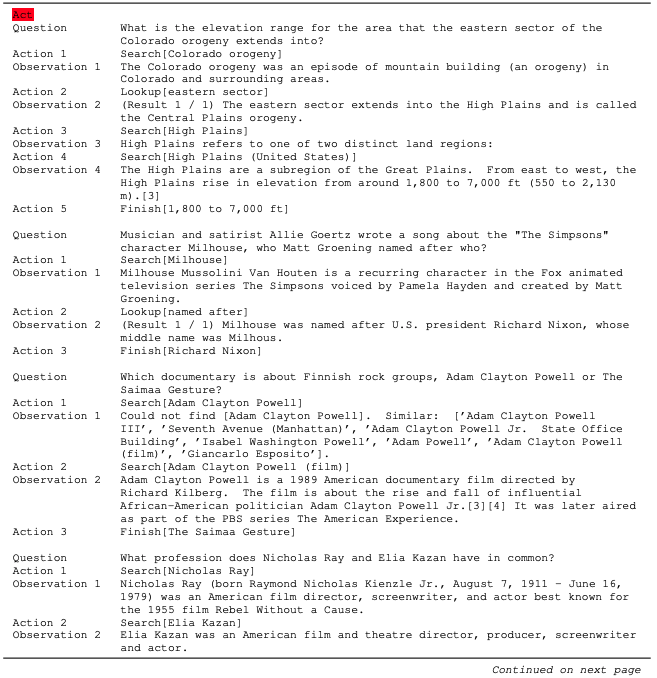 Act
Question What is the elevation range for the area that the eastern sector of the
Colorado orogeny extends into?
Action 1 Search[Colorado orogeny]
Observation 1 The Colorado orogeny was an episode of mountain building (an orogeny) in
Colorado and surrounding areas.
Action 2 Lookup[eastern sector]
Observation 2 (Result 1 / 1) The eastern sector extends into the High Plains and is called
the Central Plains orogeny.
Action 3 Search[High Plains]
Observation 3 High Plains refers to one of two distinct land regions:
Action 4 Search[High Plains (United States)]
Observation 4 The High Plains are a subregion of the Great Plains. From east to west, the
High Plains rise in elevation from around 1,800 to 7,000 ft (550 to 2,130
m).[3]
Action 5 Finish[1,800 to 7,000 ft]
Question Musician and satirist Allie Goertz wrote a song about the "The Simpsons"
character Milhouse, who Matt Groening named after who?
Action 1 Search[Milhouse]
Observation 1 Milhouse Mussolini Van Houten is a recurring character in the Fox animated
television series The Simpsons voiced by Pamela Hayden and created by Matt
Groening.
Action 2 Lookup[named after]
Observation 2 (Result 1 / 1) Milhouse was named after U.S. president Richard Nixon, whose
middle name was Milhous.
Action 3 Finish[Richard Nixon]
Question Which documentary is about Finnish rock groups, Adam Clayton Powell or The
Saimaa Gesture?
Action 1 Search[Adam Clayton Powell]
Observation 1 Could not find [Adam Clayton Powell]. Similar: ['Adam Clayton Powell
III', 'Seventh Avenue (Manhattan)', 'Adam Clayton Powell Jr. State Office
Building', 'Isabel Washington Powell', 'Adam Powell', 'Adam Clayton Powell
(film)', 'Giancarlo Esposito'].
Action 2 Search[Adam Clayton Powell (film)]
Observation 2 Adam Clayton Powell is a 1989 American documentary film directed by
Richard Kilberg. The film is about the rise and fall of influential
African-American politician Adam Clayton Powell Jr.[3][4] It was later aired
as part of the PBS series The American Experience.
Action 3 Finish[The Saimaa Gesture]
Question What profession does Nicholas Ray and Elia Kazan have in common?
Action 1 Search[Nicholas Ray]
Observation 1 Nicholas Ray (born Raymond Nicholas Kienzle Jr., August 7, 1911 – June 16,
1979) was an American film director, screenwriter, and actor best known for
the 1955 film Rebel Without a Cause.
Action 2 Search[Elia Kazan]
Observation 2 Elia Kazan was an American film and theatre director, producer, screenwriter
and actor.
Continued on next page